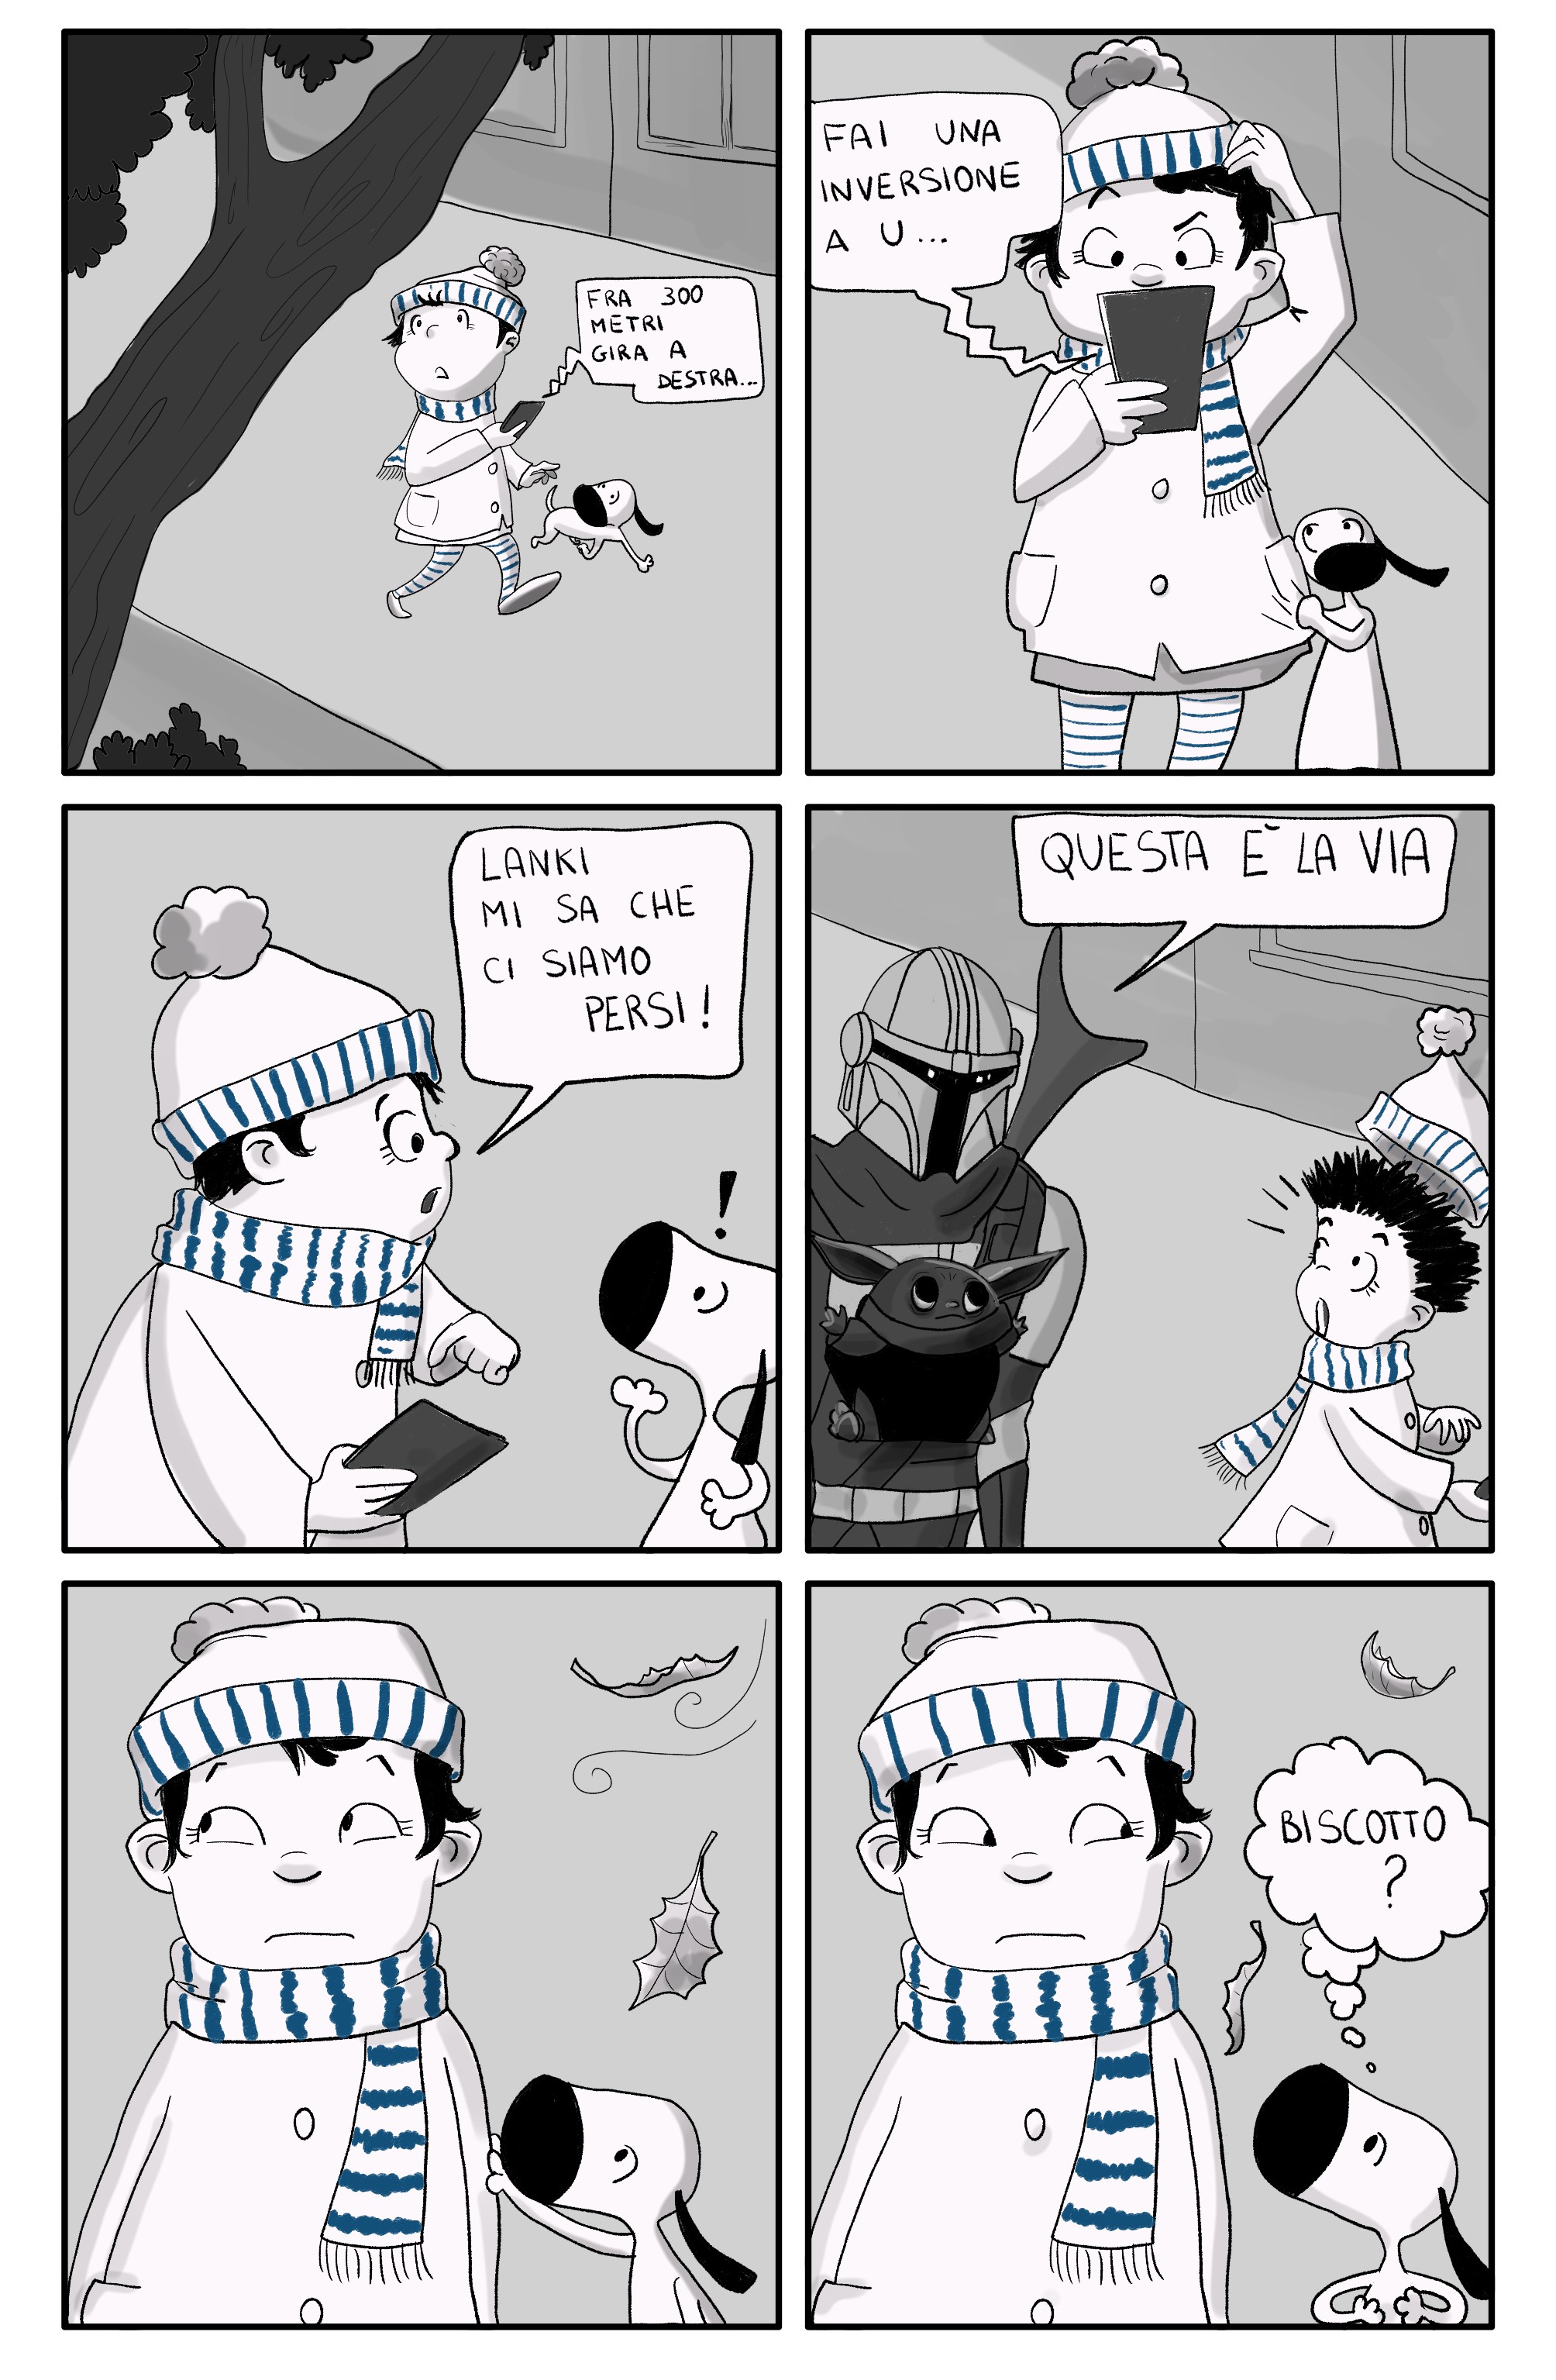 FRA 300
METRI
GIRA A
DESTRA...
FAI UNA
INVERSIONE
A U...
LANKI
MI SA CHE
CI SIAMO
PERSI!
!
QUESTA È LA VIA
BISCOTTO
?